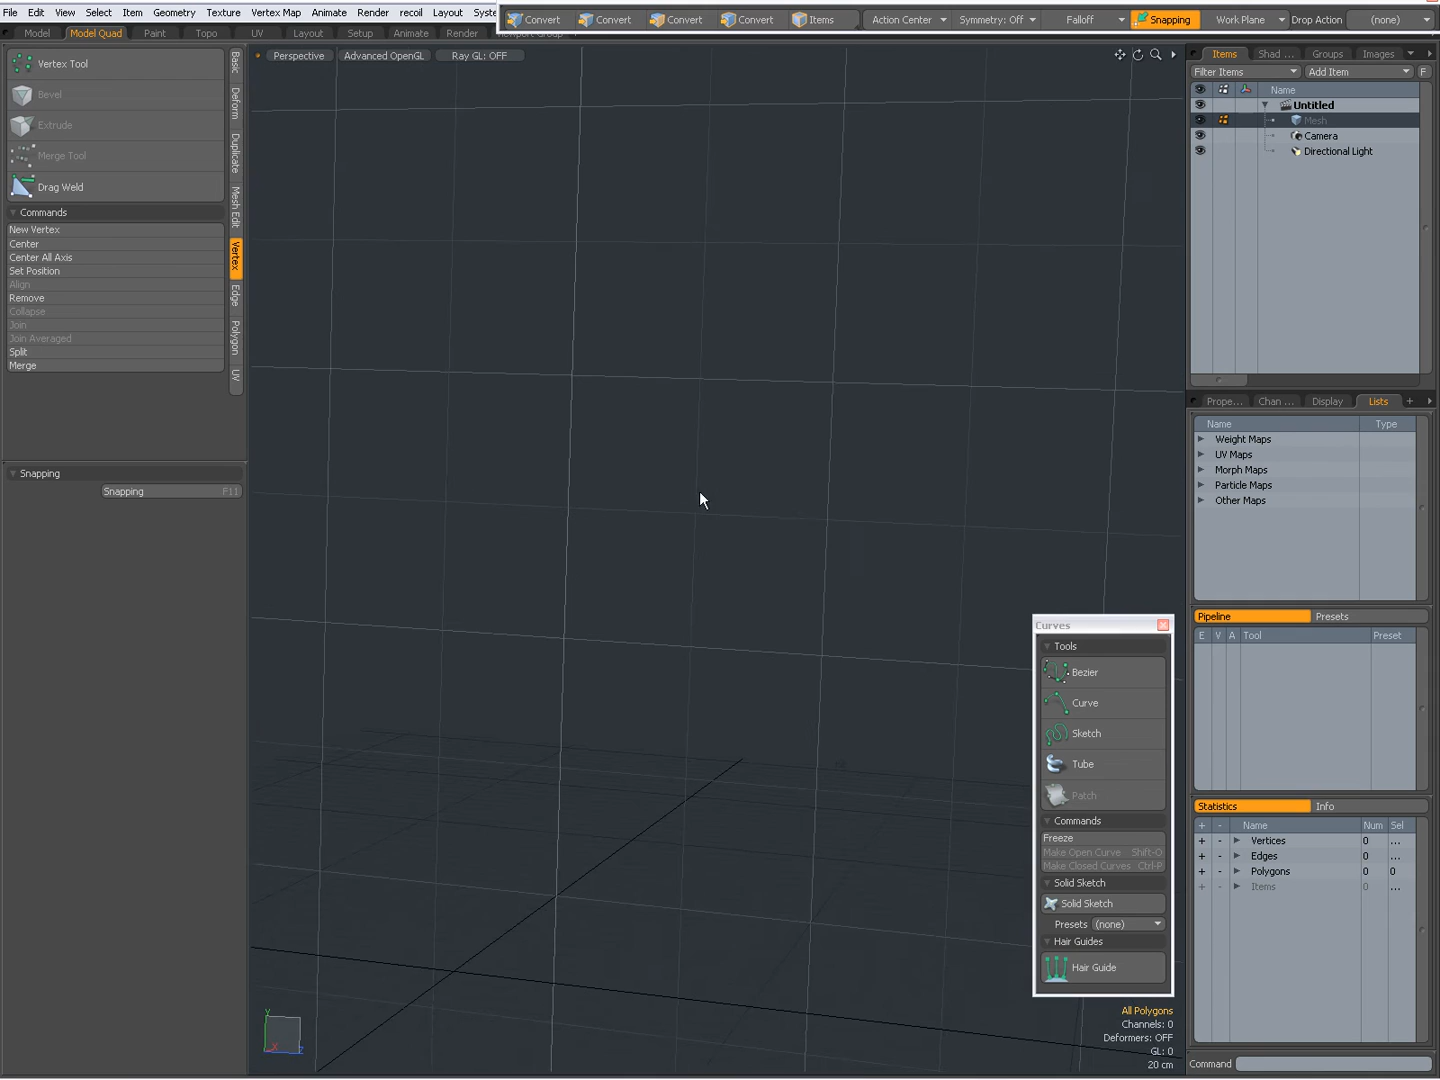 File Edit View Select Item Geometry Texture Vertex Map Animate Render recoil Layout Syste
Convert Convert Convert Convert Items Action Center Symmetry: Off Falloff Snapping Work Plane Drop Action (none)
Model Model Quad Paint Topo UV Layout Setup Animate Render
Vertex Tool
Bevel
Extrude
Merge Tool
Drag Weld
Commands
New Vertex
Center
Center All Axis
Set Position
Align
Remove
Collapse
Join
Join Averaged
Split
Merge
Basic
Deform
Duplicate
Mesh Edit
Vertex
Edge
Polygon
UV
Snapping
Snapping F11
Perspective Advanced OpenGL Ray GL: OFF
Y
X
Z
Curves
Tools
Bezier
Curve
Sketch
Tube
Patch
Commands
Freeze
Make Open Curve Shift-O
Make Closed Curves Ctrl-P
Solid Sketch
Solid Sketch
Presets (none)
Hair Guides
Hair Guide
All Polygons
Channels: 0
Deformers: OFF
GL: 0
20 cm
Items Shad ... Groups Images
Filter Items Add Item F
Name
Untitled
Mesh
Camera
Directional Light
Prope... Chan ... Display Lists +
Name Type
Weight Maps
UV Maps
Morph Maps
Particle Maps
Other Maps
Pipeline Presets
E V A Tool Preset
Statistics Info
+ - Name Num Sel
+ - Vertices 0 ...
+ - Edges 0 ...
+ - Polygons 0 0
+ - Items 0 ...
Command